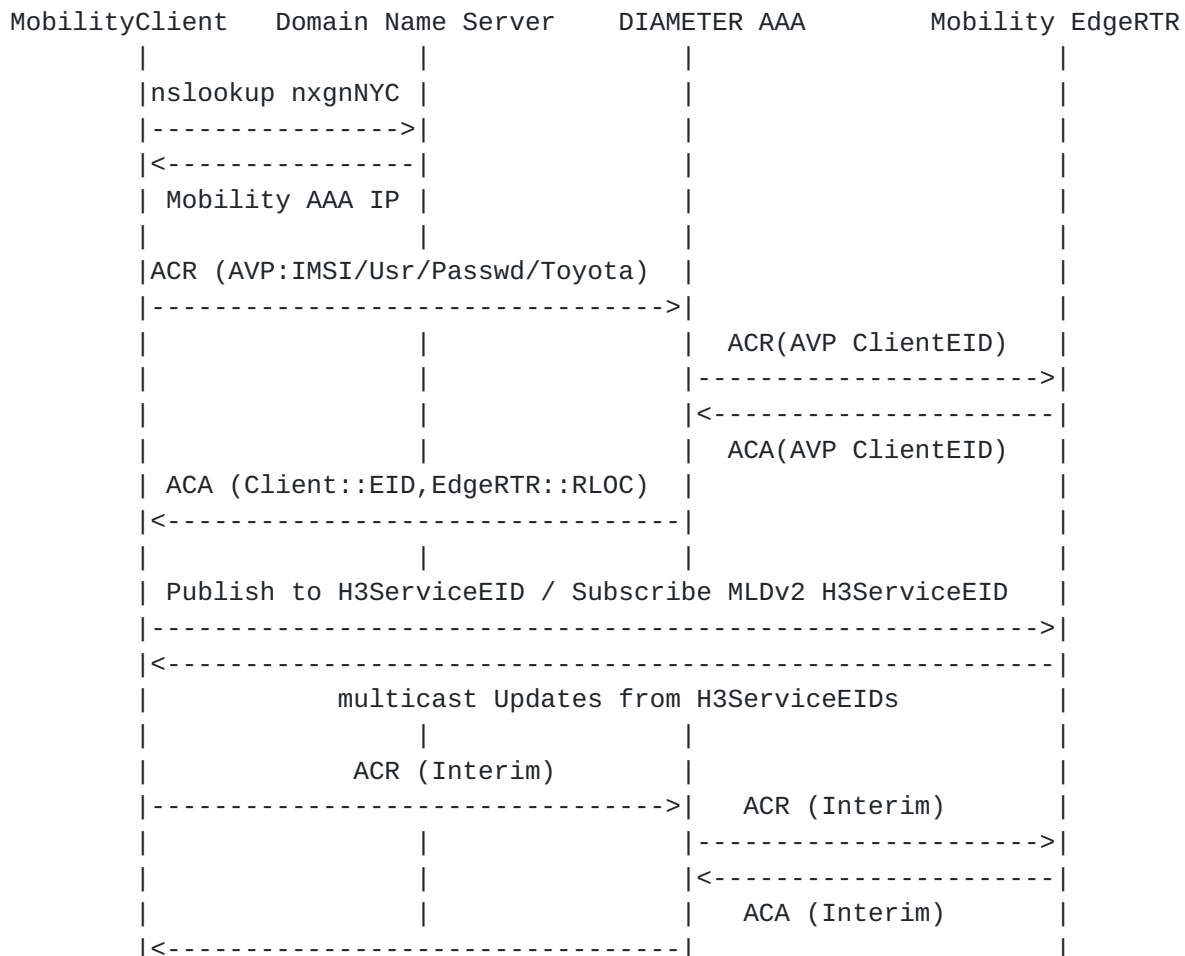 MobilityClient   Domain Name Server    DIAMETER AAA        Mobility EdgeRTR
        |                 |                |                       |
        |nslookup nxgnNYC |                |                       |
        |---------------->|                |                       |
        |<----------------|                |                       |
        | Mobility AAA IP |                |                       |
        |                 |                |                       |
        |ACR (AVP:IMSI/Usr/Passwd/Toyota)  |                       |
        |--------------------------------->|                       |
        |                 |                |  ACR(AVP ClientEID)   |
        |                 |                |---------------------->|
        |                 |                |<----------------------|
        |                 |                |  ACA(AVP ClientEID)   |
        | ACA (Client::EID,EdgeRTR::RLOC)  |                       |
        |<---------------------------------|                       |
        |                 |                |                       |
        | Publish to H3ServiceEID / Subscribe MLDv2 H3ServiceEID   |
        |--------------------------------------------------------->|
        |<---------------------------------------------------------|
        |            multicast Updates from H3ServiceEIDs          |
        |                 |                |                       |
        |             ACR (Interim)        |                       |
        |--------------------------------->|   ACR (Interim)       |
        |                 |                |---------------------->|
        |                 |                |<----------------------|
        |                 |                |   ACA (Interim)       |
        |<---------------------------------|                       |